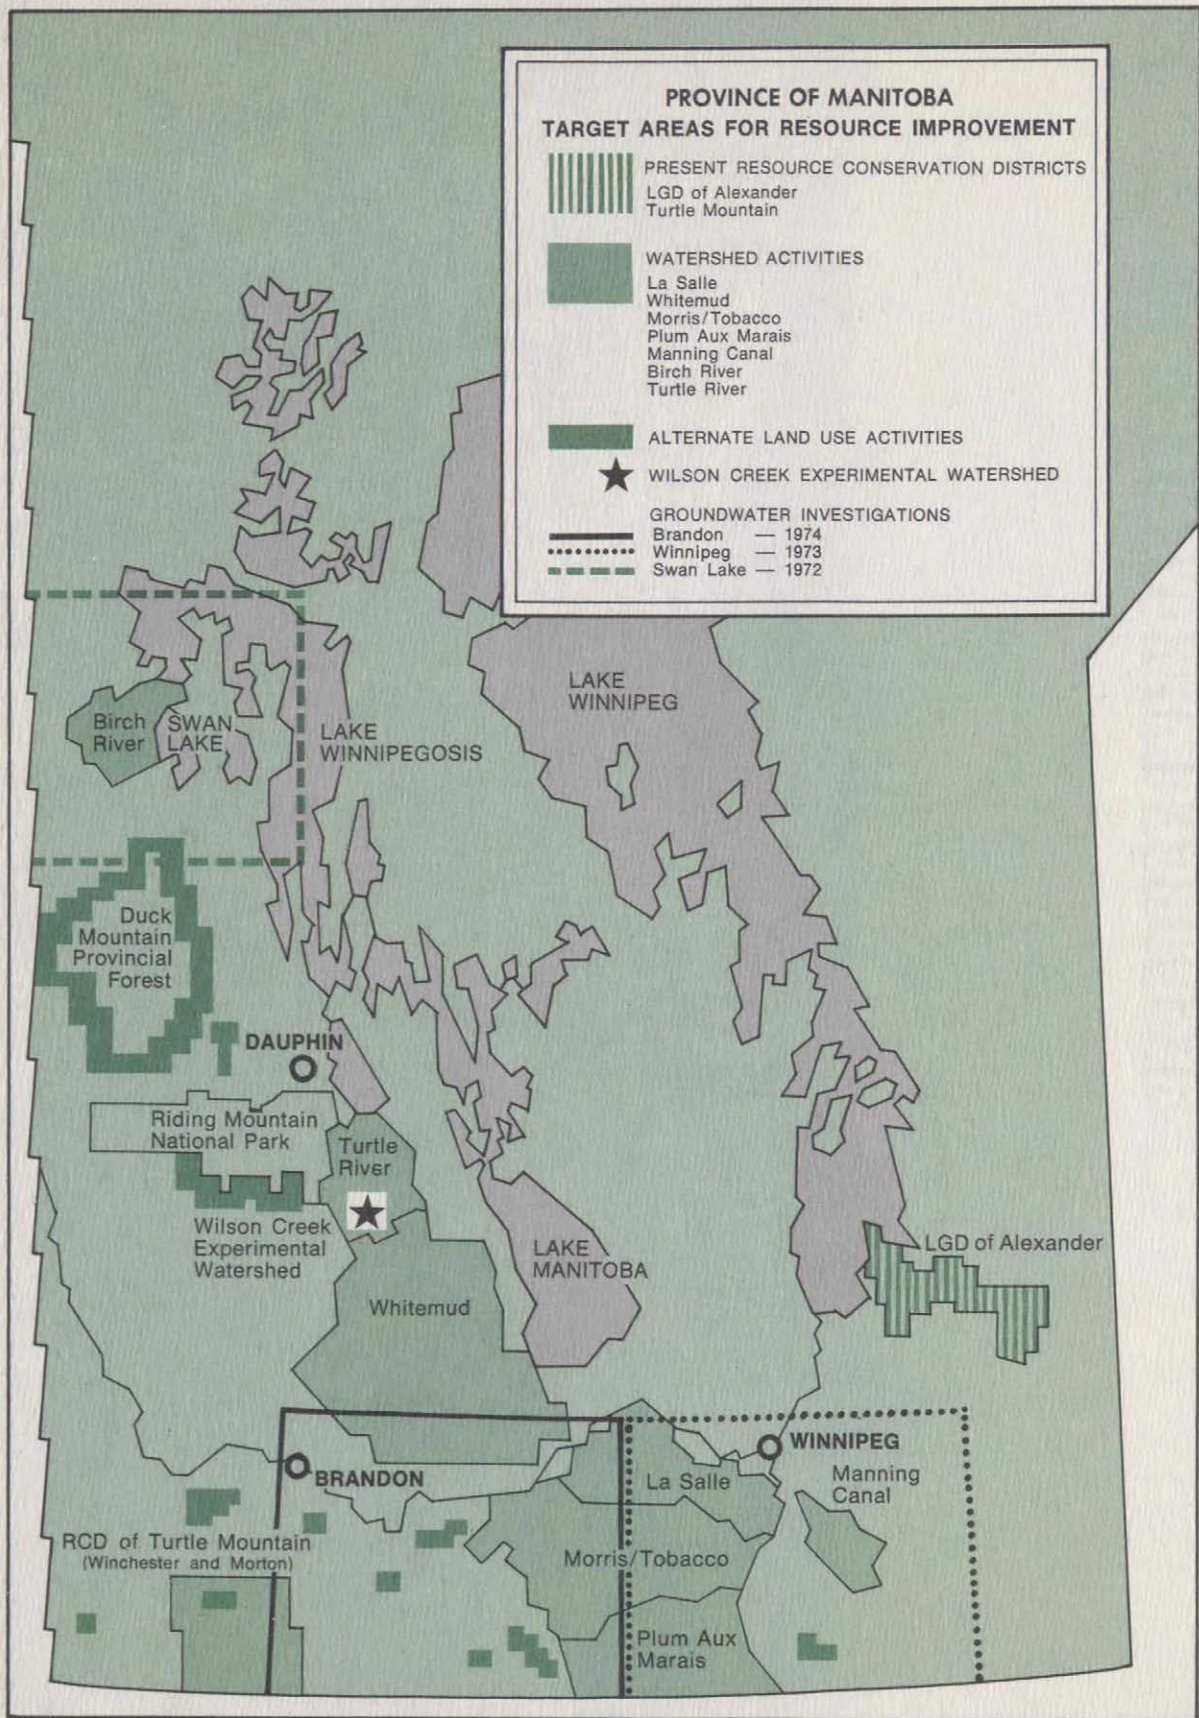 PROVINCE OF MANITOBA
TARGET AREAS FOR RESOURCE IMPROVEMENT
PRESENT RESOURCE CONSERVATION DISTRICTS
LGD of Alexander
Turtle Mountain
WATERSHED ACTIVITIES
La Salle
Whitemud
Morris/Tobacco
Plum Aux Marais
Manning Canal
Birch River
Turtle River
ALTERNATE LAND USE ACTIVITIES
WILSON CREEK EXPERIMENTAL WATERSHED
GROUNDWATER INVESTIGATIONS
Brandon — 1974
Winnipeg — 1973
Swan Lake — 1972
LAKE
WINNIPEG
Birch
River
SWAN
LAKE
LAKE
WINNIPEGOSIS
Duck
Mountain
Provincial
Forest
DAUPHIN
Riding Mountain
National Park
Turtle
River
Wilson Creek
Experimental
Watershed
LAKE
MANITOBA
LGD of Alexander
Whitemud
WINNIPEG
BRANDON
La Salle
Manning
Canal
RCD of Turtle Mountain
(Winchester and Morton)
Morris/Tobacco
Plum Aux
Marais